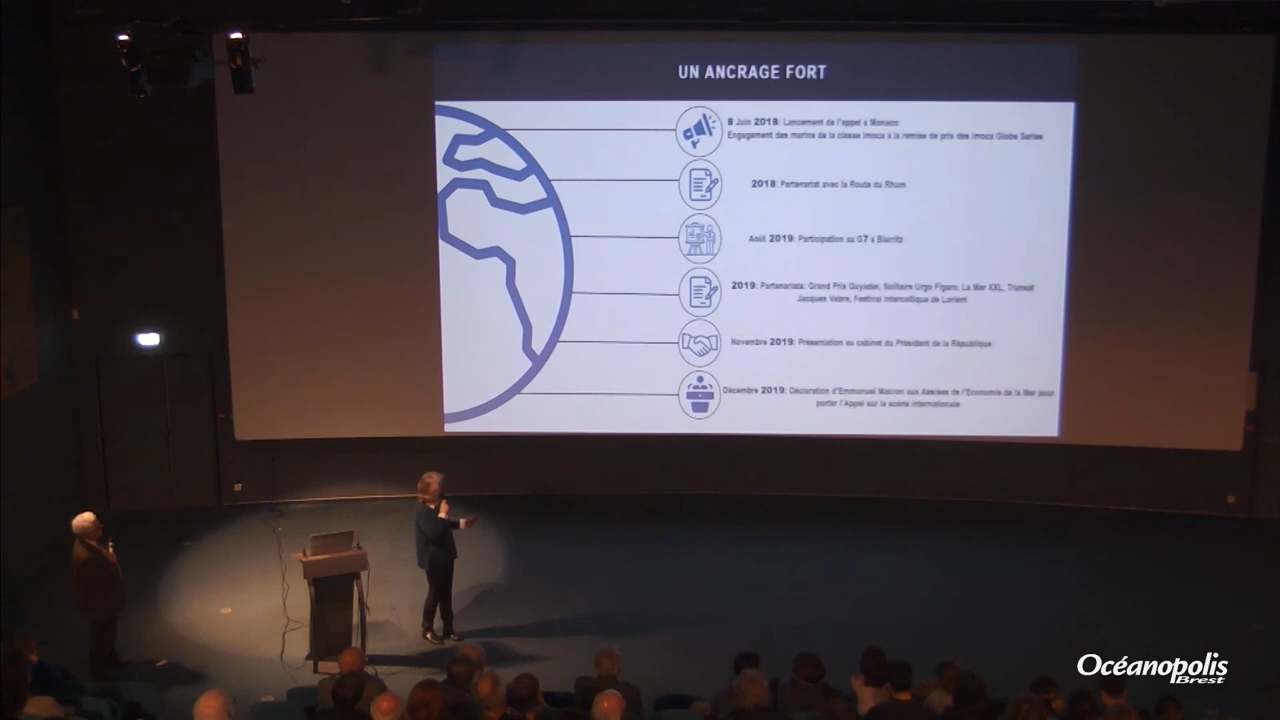 UN ANCRAGE FORT
8 Juin 2018: Lancement de l'appel à Monaco
Engagement des marins de la classe Imoca à la remise de prix des Imoca Globe Series
2018: Partenariat avec la Route du Rhum
Août 2019: Participation au G7 à Biarritz
2019: Partenariats: Grand Prix Guyader, Solitaire Urgo Figaro, La Mer XXL, Transat
Jacques Vabre, Festival Interceltique de Lorient
Novembre 2019: Présentation au cabinet du Président de la République
Décembre 2019: Déclaration d'Emmanuel Macron aux Assises de l'Economie de la Mer pour
porter l'Appel sur la scène internationale
Océanopolis
Brest